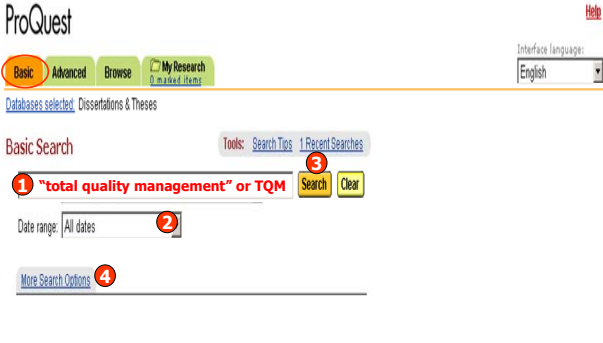 ProQuest
Help
Interface language:
English
Basic
Advanced
Browse
My Research
0 marked items
Databases selected: Dissertations & Theses
Basic Search
Tools: Search Tips 1 Recent Searches
3
1 “total quality management” or TQM Search Clear
Date range: All dates 2
More Search Options 4